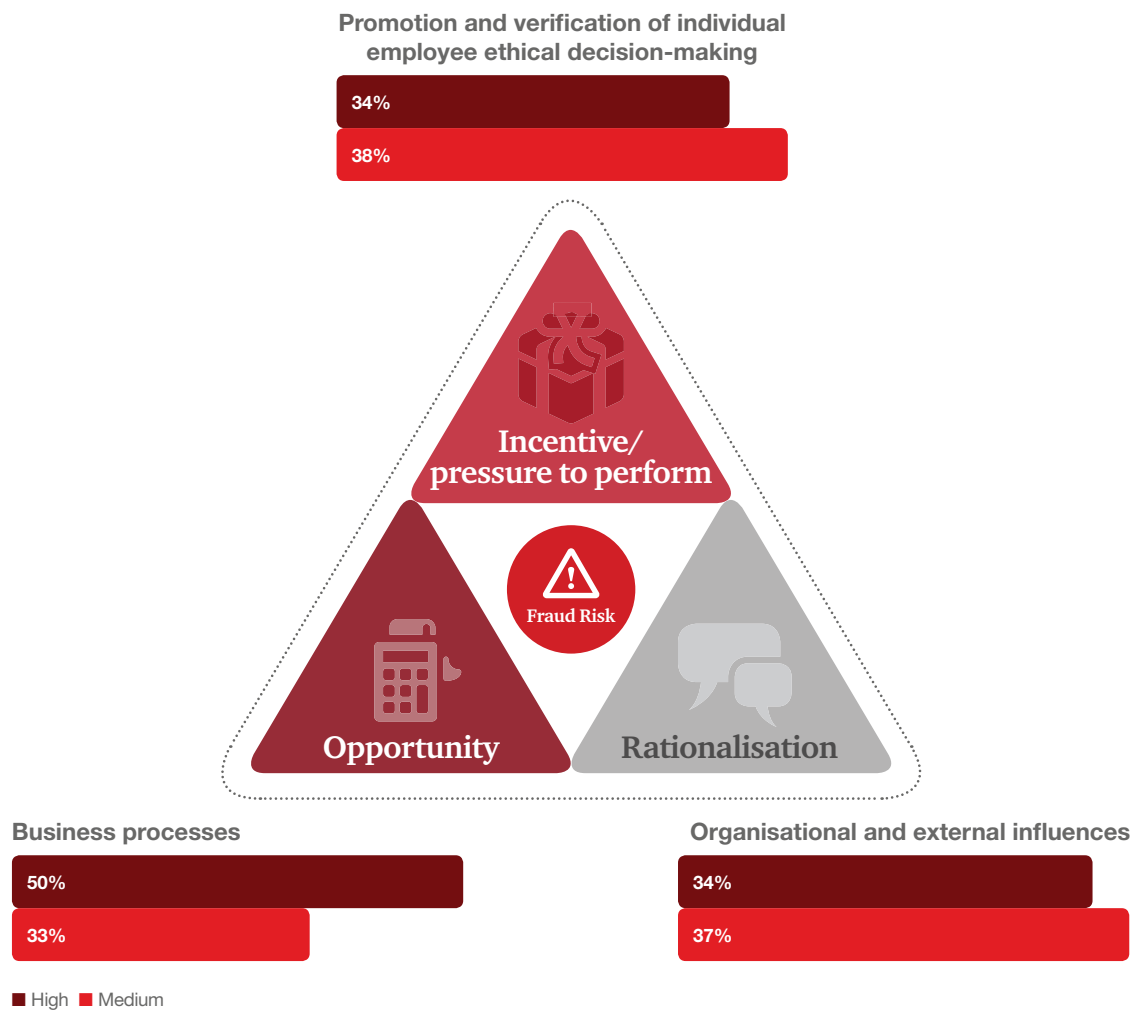 Promotion and verification of individual
employee ethical decision-making
34%
38%
Incentive/
pressure to perform
Fraud Risk
Opportunity
Rationalisation
Business processes
50%
33%
Organisational and external influences
34%
37%
High Medium